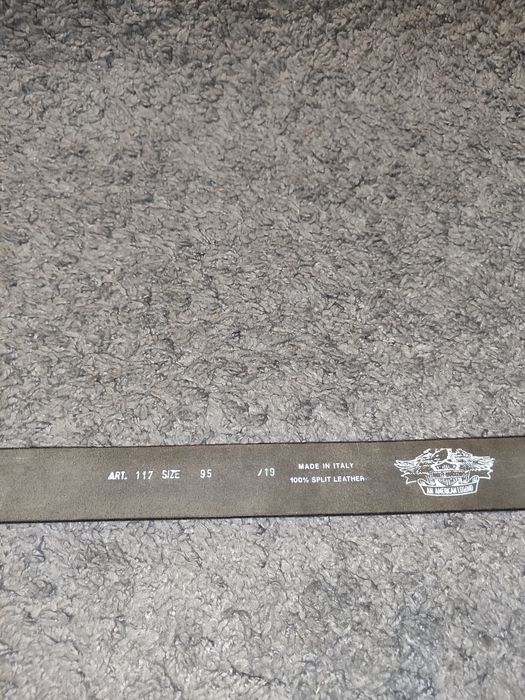 ART. 117 SIZE 95 /19
MADE IN ITALY
100% SPLIT LEATHER
AN AMERICAN LEGEND